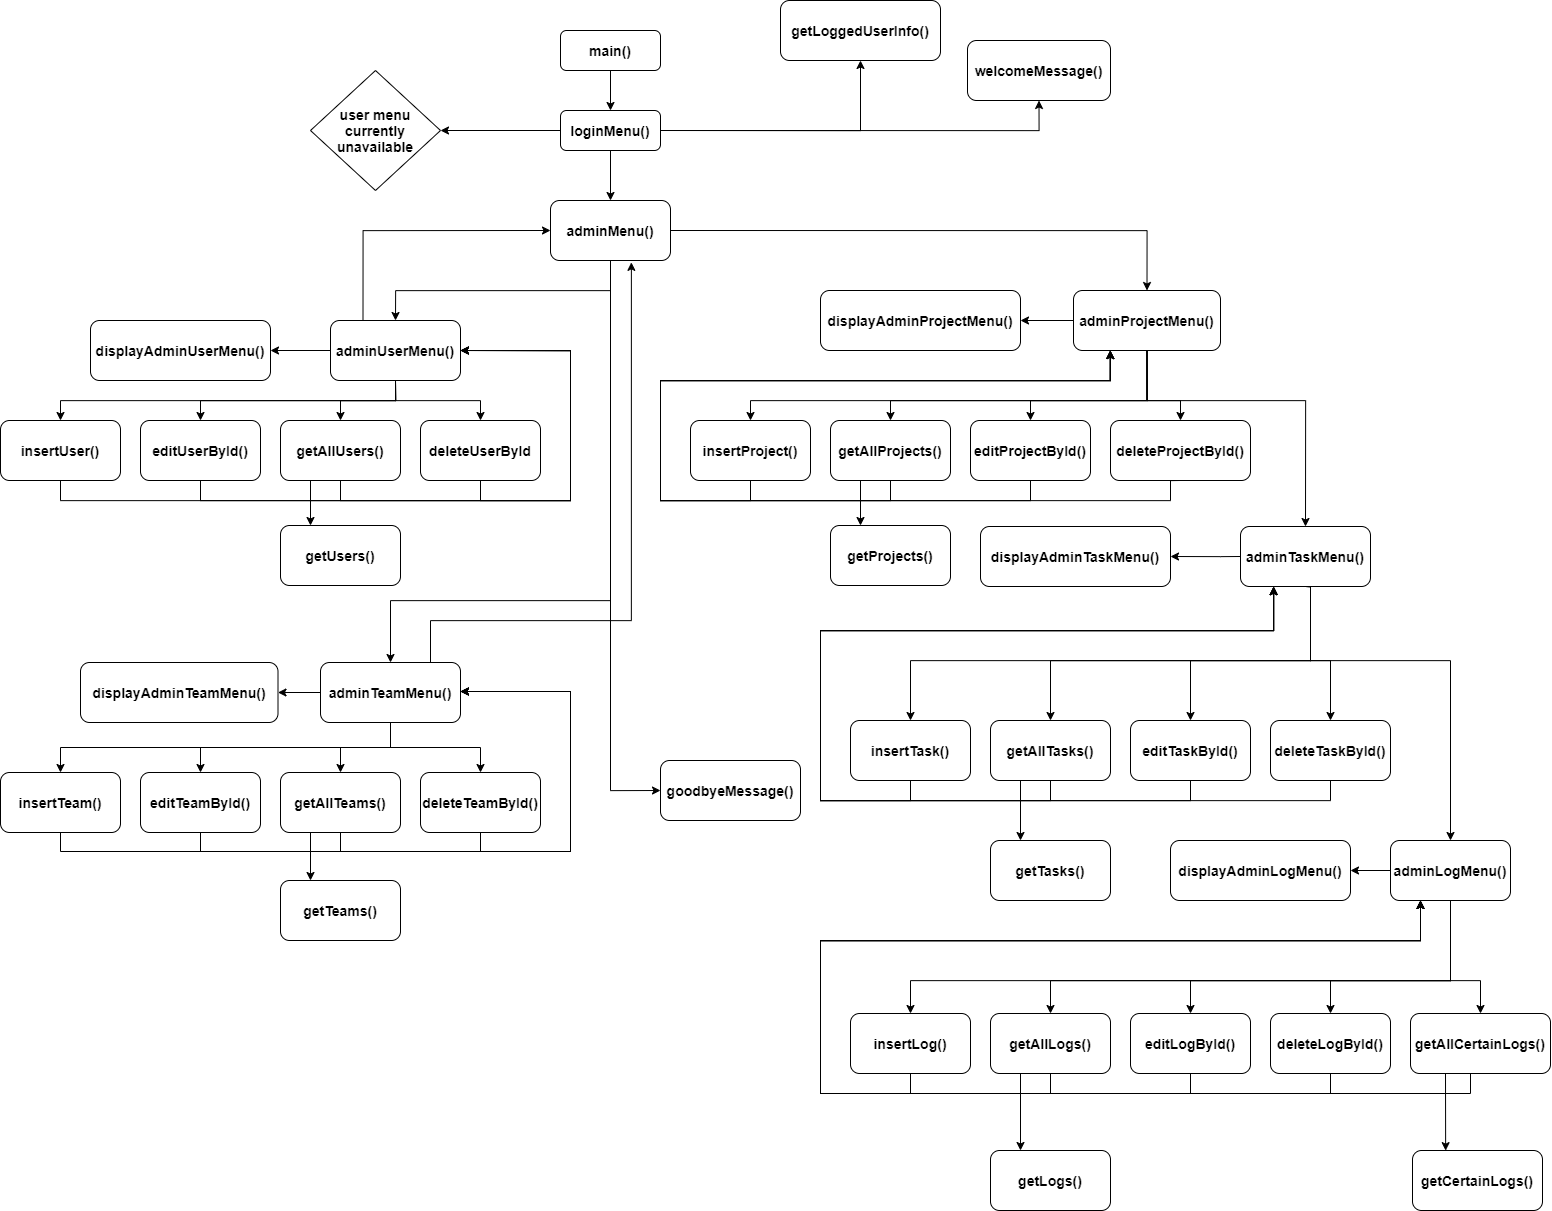 getLoggedUserInfo()
main()
welcomeMessage()
user menu
currently
unavailable
loginMenu()
adminMenu()
displayAdminProjectMenu()
adminProjectMenu()
displayAdminUserMenu()
adminUserMenu()
insertUser()
editUserById()
getAllUsers()
deleteUserById
insertProject()
getAllProjects()
editProjectById()
deleteProjectById()
getUsers()
getProjects()
displayAdminTaskMenu()
adminTaskMenu()
displayAdminTeamMenu()
adminTeamMenu()
insertTask()
getAllTasks()
editTaskById()
deleteTaskById()
insertTeam()
editTeamById()
getAllTeams()
deleteTeamById()
goodbyeMessage()
getTasks()
displayAdminLogMenu()
adminLogMenu()
getTeams()
insertLog()
getAllLogs()
editLogById()
deleteLogById()
getAllCertainLogs()
getLogs()
getCertainLogs()